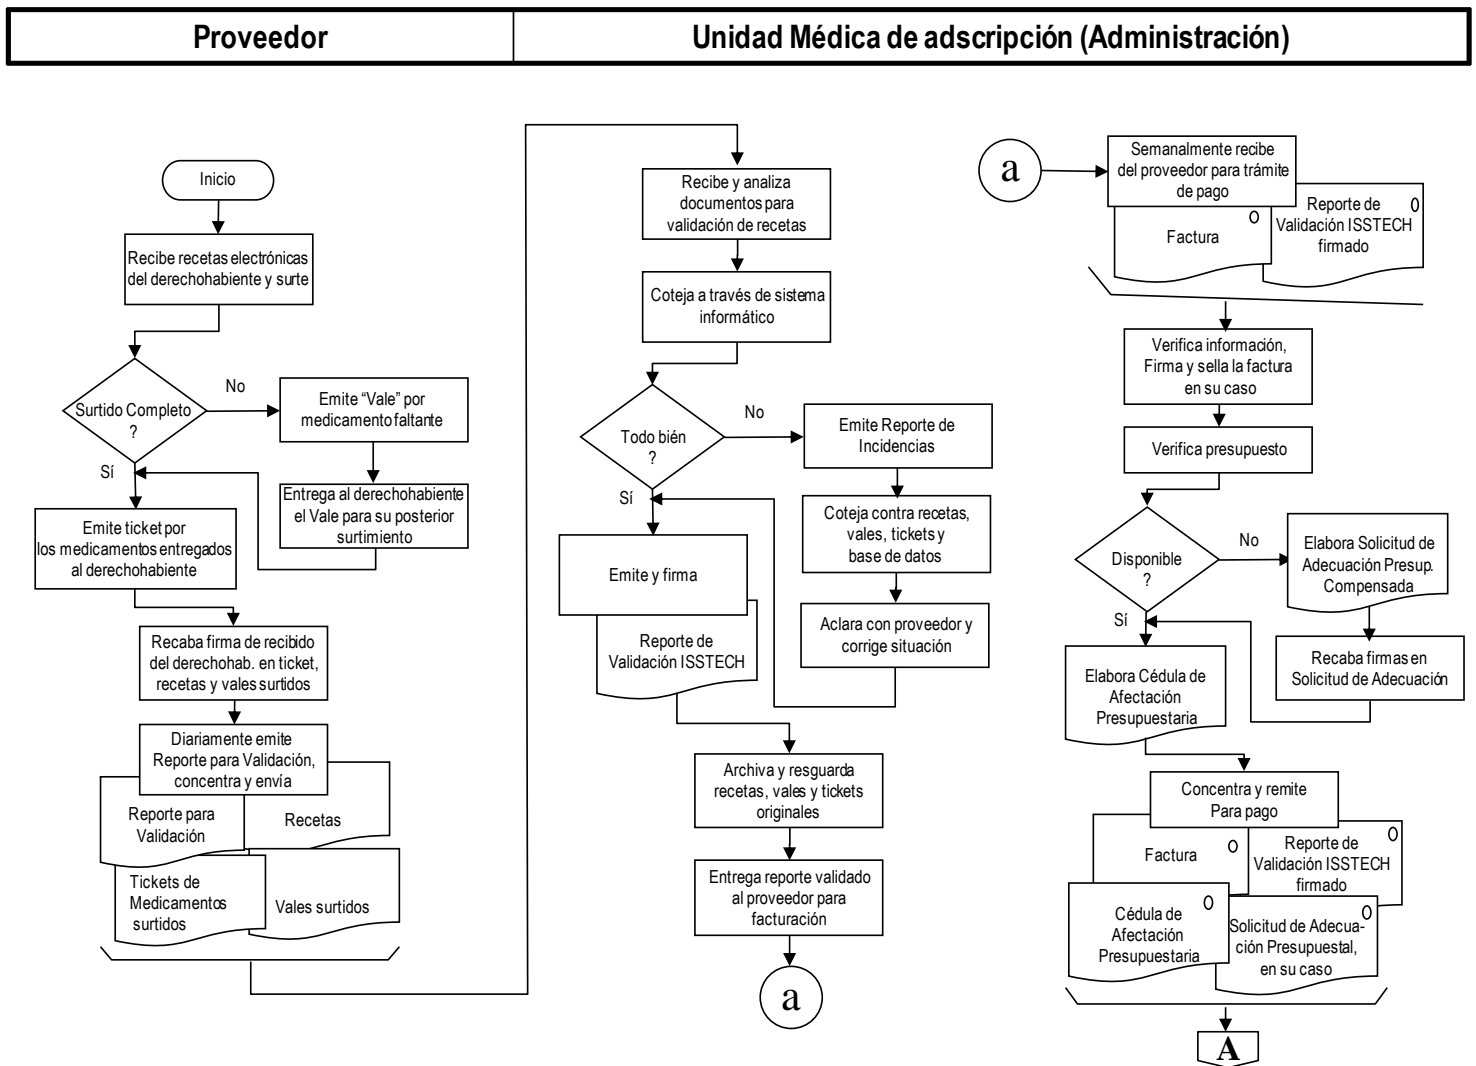 Proveedor
Unidad Médica de adscripción (Administración)
Inicio
Recibe recetas electrónicas
del derechohabiente y surte
Surtido Completo
?
No
Emite “Vale” por
medicamento faltante
Entrega al derechohabiente
el Vale para su posterior
surtimiento
Sí
Emite ticket por
los medicamentos entregados
al derechohabiente
Recaba firma de recibido
del derechohab. en ticket,
recetas y vales surtidos
Diariamente emite
Reporte para Validación,
concentra y envía
Reporte para
Validación
Recetas
Tickets de
Medicamentos
surtidos
Vales surtidos
Recibe y analiza
documentos para
validación de recetas
Coteja a través de sistema
informático
Todo bién
?
No
Emite Reporte de
Incidencias
Coteja contra recetas,
vales, tickets y
base de datos
Aclara con proveedor y
corrige situación
Sí
Emite y firma
Reporte de
Validación ISSTECH
Archiva y resguarda
recetas, vales y tickets
originales
Entrega reporte validado
al proveedor para
facturación
a
a
Semanalmente recibe
del proveedor para trámite
de pago
Factura
O
Reporte de
Validación ISSTECH
firmado
O
Verifica información,
Firma y sella la factura
en su caso
Verifica presupuesto
Disponible
?
No
Elabora Solicitud de
Adecuación Presup.
Compensada
Recaba firmas en
Solicitud de Adecuación
Sí
Elabora Cédula de
Afectación
Presupuestaria
Concentra y remite
Para pago
Factura
O
Reporte de
Validación ISSTECH
firmado
O
Cédula de
Afectación
Presupuestaria
O
Solicitud de Adecua-
ción Presupuestal,
en su caso
O
A